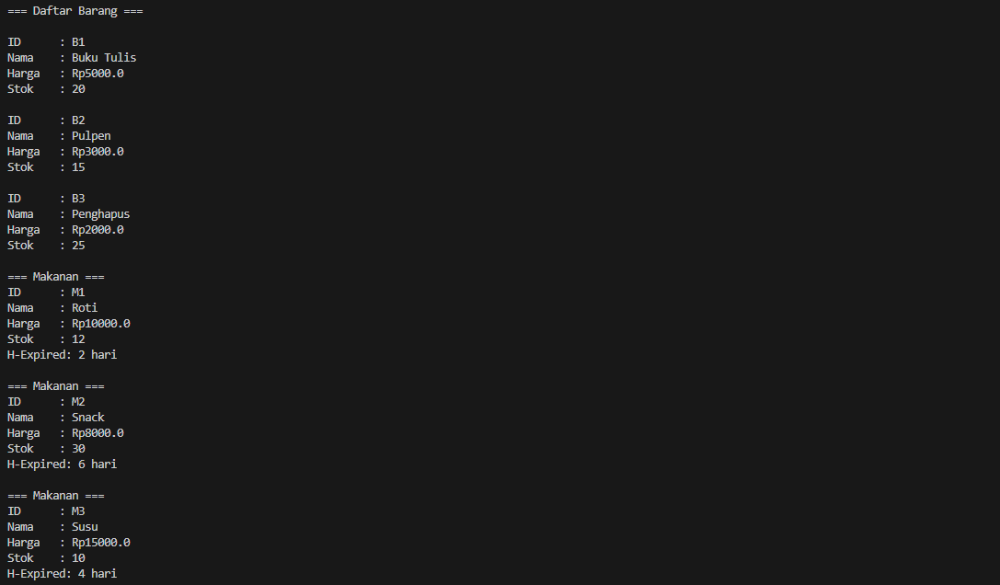 === Daftar Barang ===
ID      : B1
Nama    : Buku Tulis
Harga   : Rp5000.0
Stok    : 20
ID      : B2
Nama    : Pulpen
Harga   : Rp3000.0
Stok    : 15
ID      : B3
Nama    : Penghapus
Harga   : Rp2000.0
Stok    : 25
=== Makanan ===
ID      : M1
Nama    : Roti
Harga   : Rp10000.0
Stok    : 12
H-Expired: 2 hari
=== Makanan ===
ID      : M2
Nama    : Snack
Harga   : Rp8000.0
Stok    : 30
H-Expired: 6 hari
=== Makanan ===
ID      : M3
Nama    : Susu
Harga   : Rp15000.0
Stok    : 10
H-Expired: 4 hari